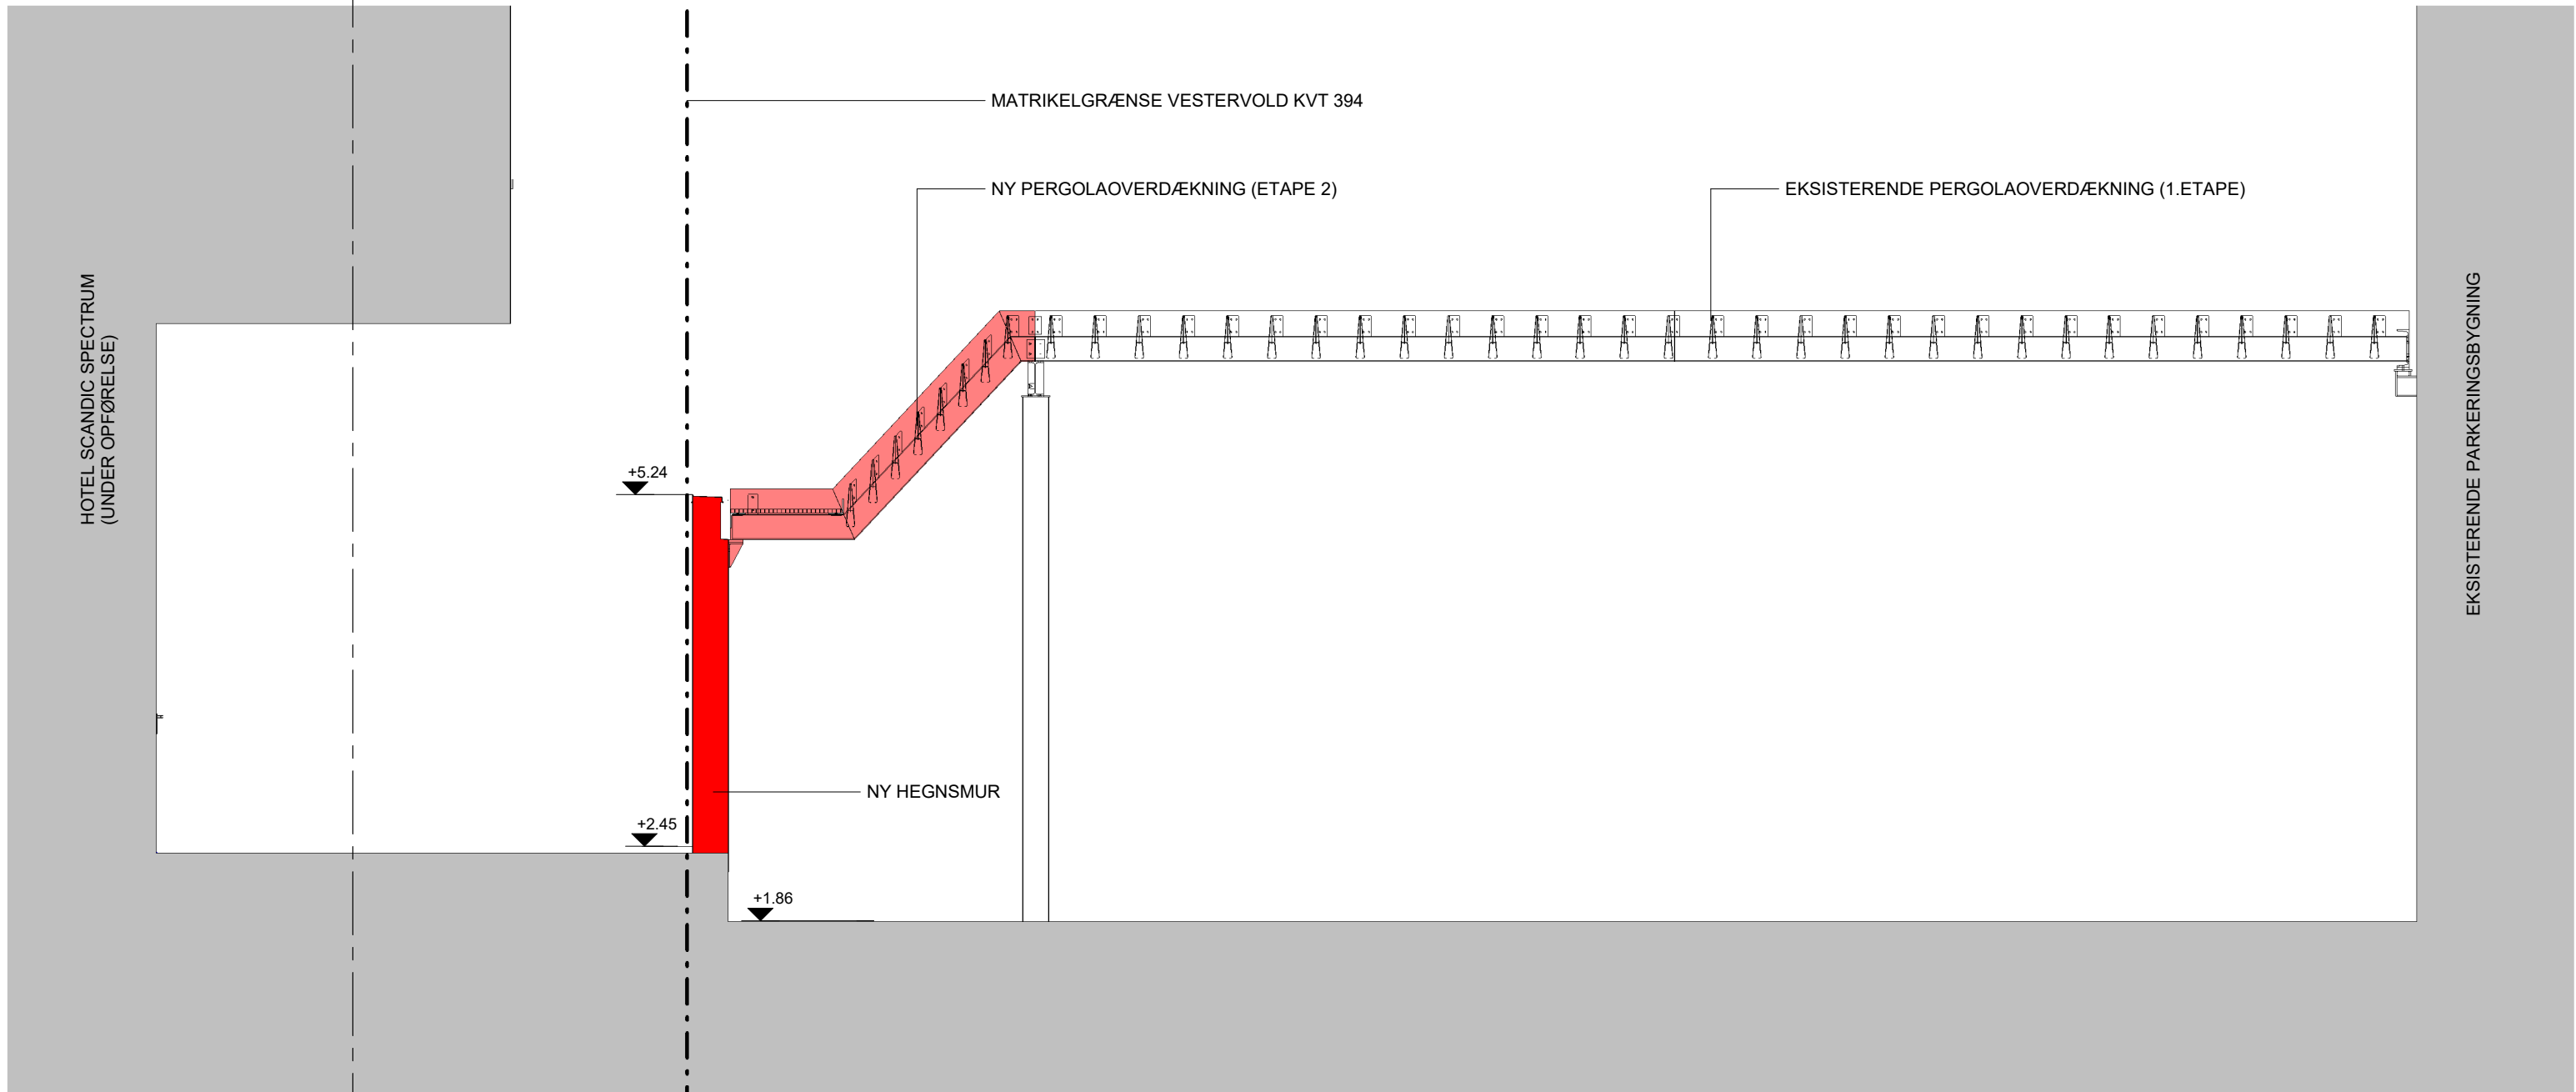 MATRIKELGRÆNSE VESTERVOLD KVT 394
NY PERGOLAOVERDÆKNING (ETAPE 2)
EKSISTERENDE PERGOLAOVERDÆKNING (1.ETAPE)
HOTEL SCANDIC SPECTRUM
(UNDER OPFØRELSE)
EKSISTERENDE PARKERINGSBYGNING
+5.24
NY HEGNSMUR
+2.45
+1.86